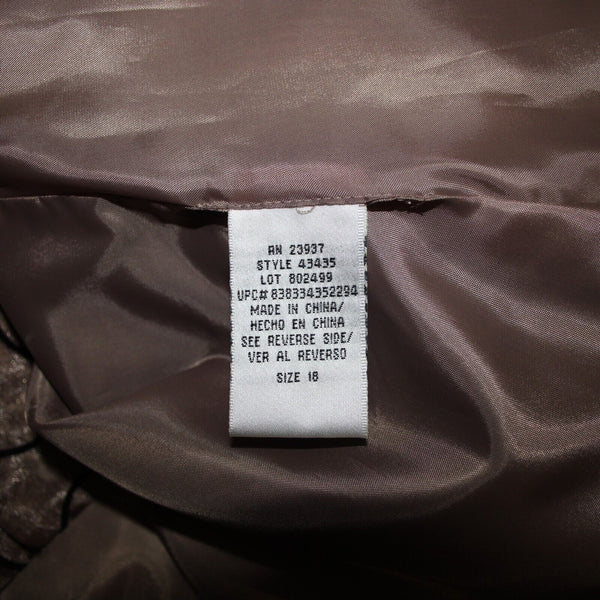 RN 23937
STYLE 43435
LOT 802499
UPC# 838334352294
MADE IN CHINA/
HECHO EN CHINA
SEE REVERSE SIDE/
VER AL REVERSO
SIZE 18